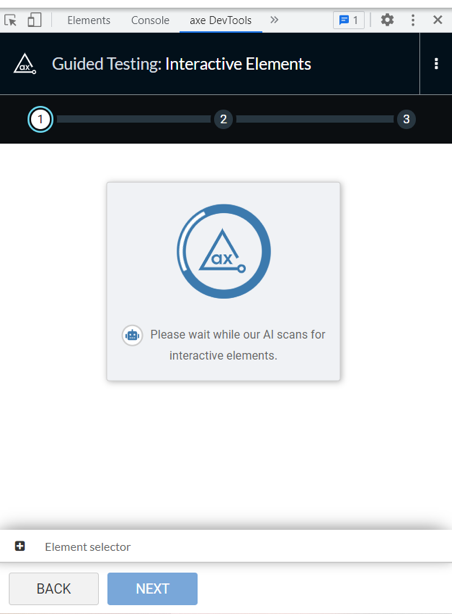 Elements Console axe DevTools » 1
ax Guided Testing: Interactive Elements
1 2 3
ax
Please wait while our AI scans for
interactive elements.
Element selector
BACK NEXT